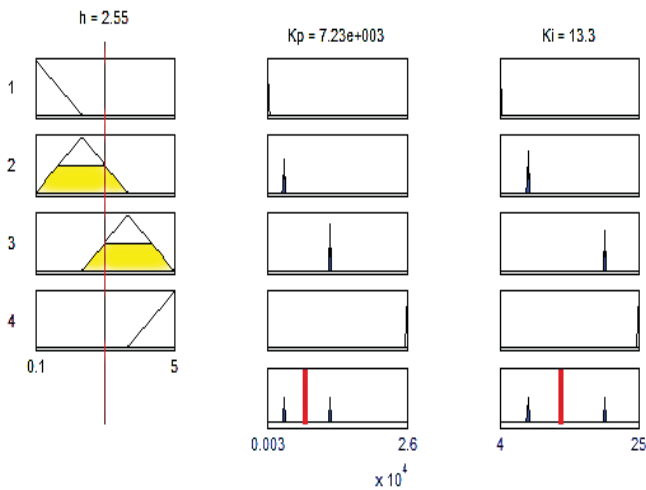 h = 2.55
Kp = 7.23e+003
Ki = 13.3
1
2
3
4
0.1 5
0.003 2.6
4 25
x 10^4